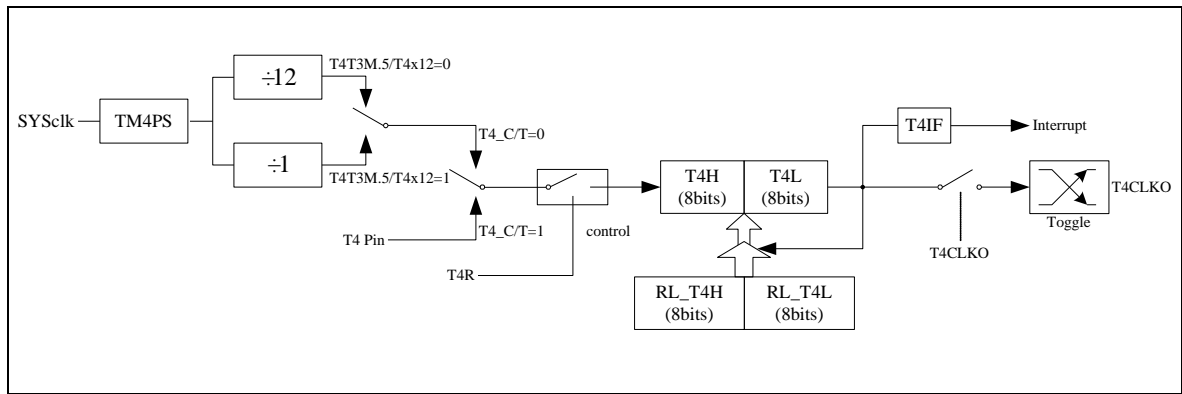 SYSclk
TM4PS
÷12
÷1
T4T3M.5/T4x12=0
T4T3M.5/T4x12=1
T4_C/T=0
T4_C/T=1
T4 Pin
T4R
control
T4H
(8bits)
T4L
(8bits)
RL_T4H
(8bits)
RL_T4L
(8bits)
T4IF
Interrupt
T4CLKO
Toggle
T4CLKO